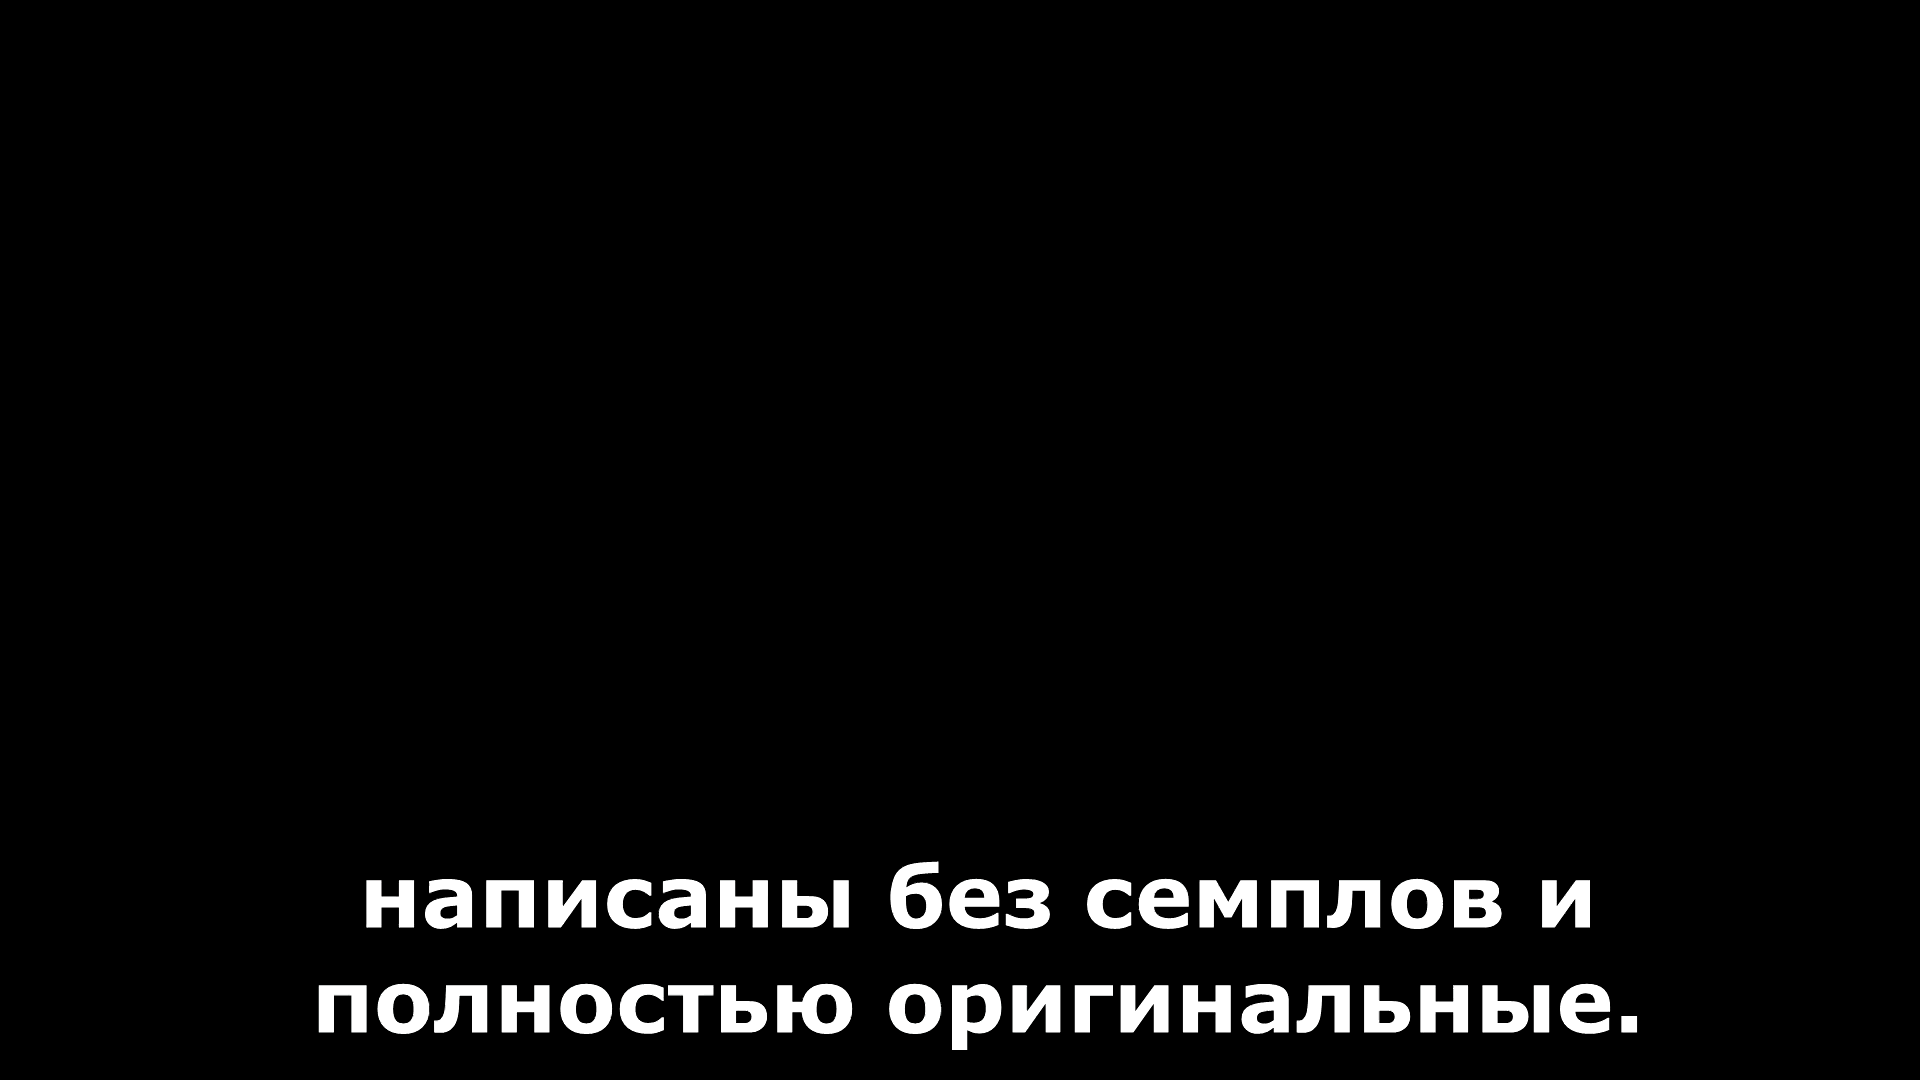 написаны без семплов и
полностью оригинальные.